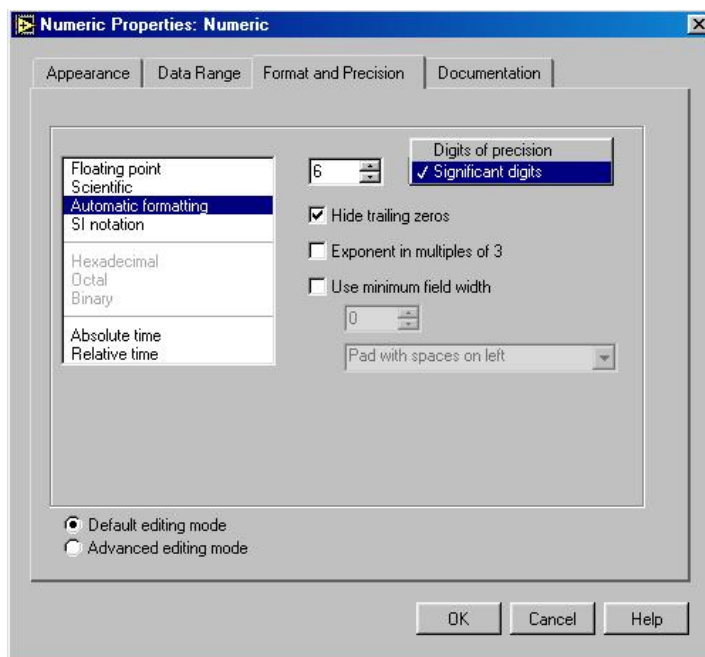 Numeric Properties: Numeric
Appearance
Data Range
Format and Precision
Documentation
Floating point
Scientific
Automatic formatting
SI notation
Hexadecimal
Octal
Binary
Absolute time
Relative time
6
Digits of precision
✓ Significant digits
Hide trailing zeros
Exponent in multiples of 3
Use minimum field width
0
Pad with spaces on left
Default editing mode
Advanced editing mode
OK
Cancel
Help